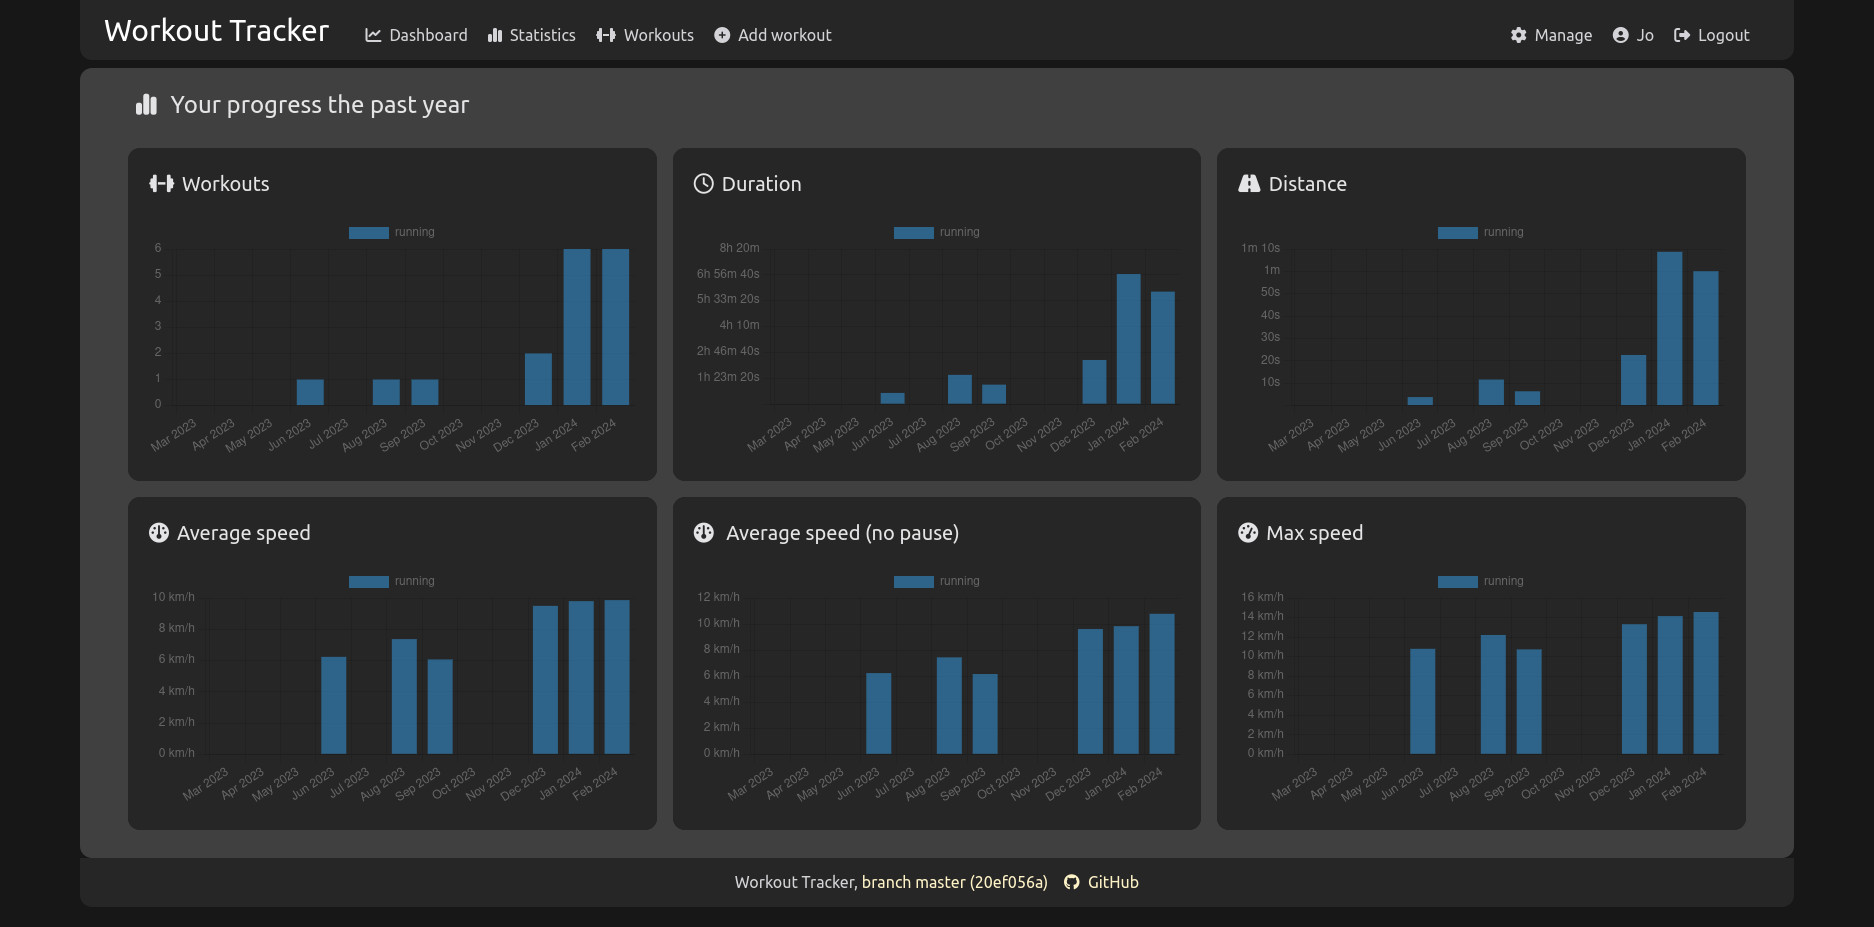 Workout Tracker Dashboard Statistics Workouts Add workout Manage Jo Logout
Your progress the past year
Workouts
running
6
5
4
3
2
1
0
Mar 2023 Apr 2023 May 2023 Jun 2023 Jul 2023 Aug 2023 Sep 2023 Oct 2023 Nov 2023 Dec 2023 Jan 2024 Feb 2024
Duration
running
8h 20m
6h 56m 40s
5h 33m 20s
4h 10m
2h 46m 40s
1h 23m 20s
Mar 2023 Apr 2023 May 2023 Jun 2023 Jul 2023 Aug 2023 Sep 2023 Oct 2023 Nov 2023 Dec 2023 Jan 2024 Feb 2024
Distance
running
1m 10s
1m
50s
40s
30s
20s
10s
Mar 2023 Apr 2023 May 2023 Jun 2023 Jul 2023 Aug 2023 Sep 2023 Oct 2023 Nov 2023 Dec 2023 Jan 2024 Feb 2024
Average speed
running
10 km/h
8 km/h
6 km/h
4 km/h
2 km/h
0 km/h
Mar 2023 Apr 2023 May 2023 Jun 2023 Jul 2023 Aug 2023 Sep 2023 Oct 2023 Nov 2023 Dec 2023 Jan 2024 Feb 2024
Average speed (no pause)
running
12 km/h
10 km/h
8 km/h
6 km/h
4 km/h
2 km/h
0 km/h
Mar 2023 Apr 2023 May 2023 Jun 2023 Jul 2023 Aug 2023 Sep 2023 Oct 2023 Nov 2023 Dec 2023 Jan 2024 Feb 2024
Max speed
running
16 km/h
14 km/h
12 km/h
10 km/h
8 km/h
6 km/h
4 km/h
2 km/h
0 km/h
Mar 2023 Apr 2023 May 2023 Jun 2023 Jul 2023 Aug 2023 Sep 2023 Oct 2023 Nov 2023 Dec 2023 Jan 2024 Feb 2024
Workout Tracker, branch master (20ef056a) GitHub